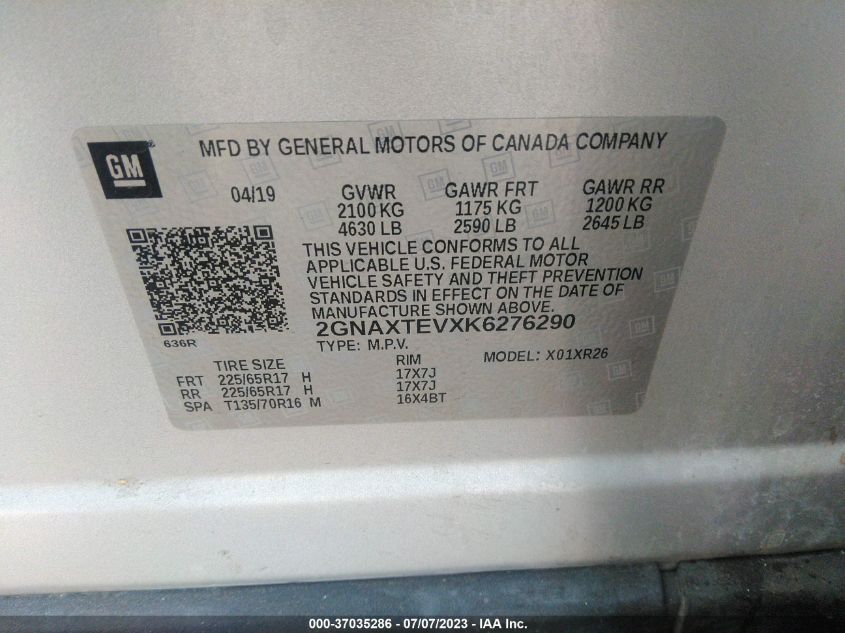 GM
MFD BY GENERAL MOTORS OF CANADA COMPANY
04/19 GVWR GAWR FRT GAWR RR
2100 KG 1175 KG 1200 KG
4630 LB 2590 LB 2645 LB
THIS VEHICLE CONFORMS TO ALL
APPLICABLE U.S. FEDERAL MOTOR
VEHICLE SAFETY AND THEFT PREVENTION
STANDARDS IN EFFECT ON THE DATE OF
MANUFACTURE SHOWN ABOVE.
2GNAXTEVXK6276290
636R
TYPE: M.P.V. MODEL: X01XR26
TIRE SIZE RIM
FRT 225/65R17 H 17X7J
RR 225/65R17 H 17X7J
SPA T135/70R16 M 16X4BT
000-37035286 - 07/07/2023 - IAA Inc.